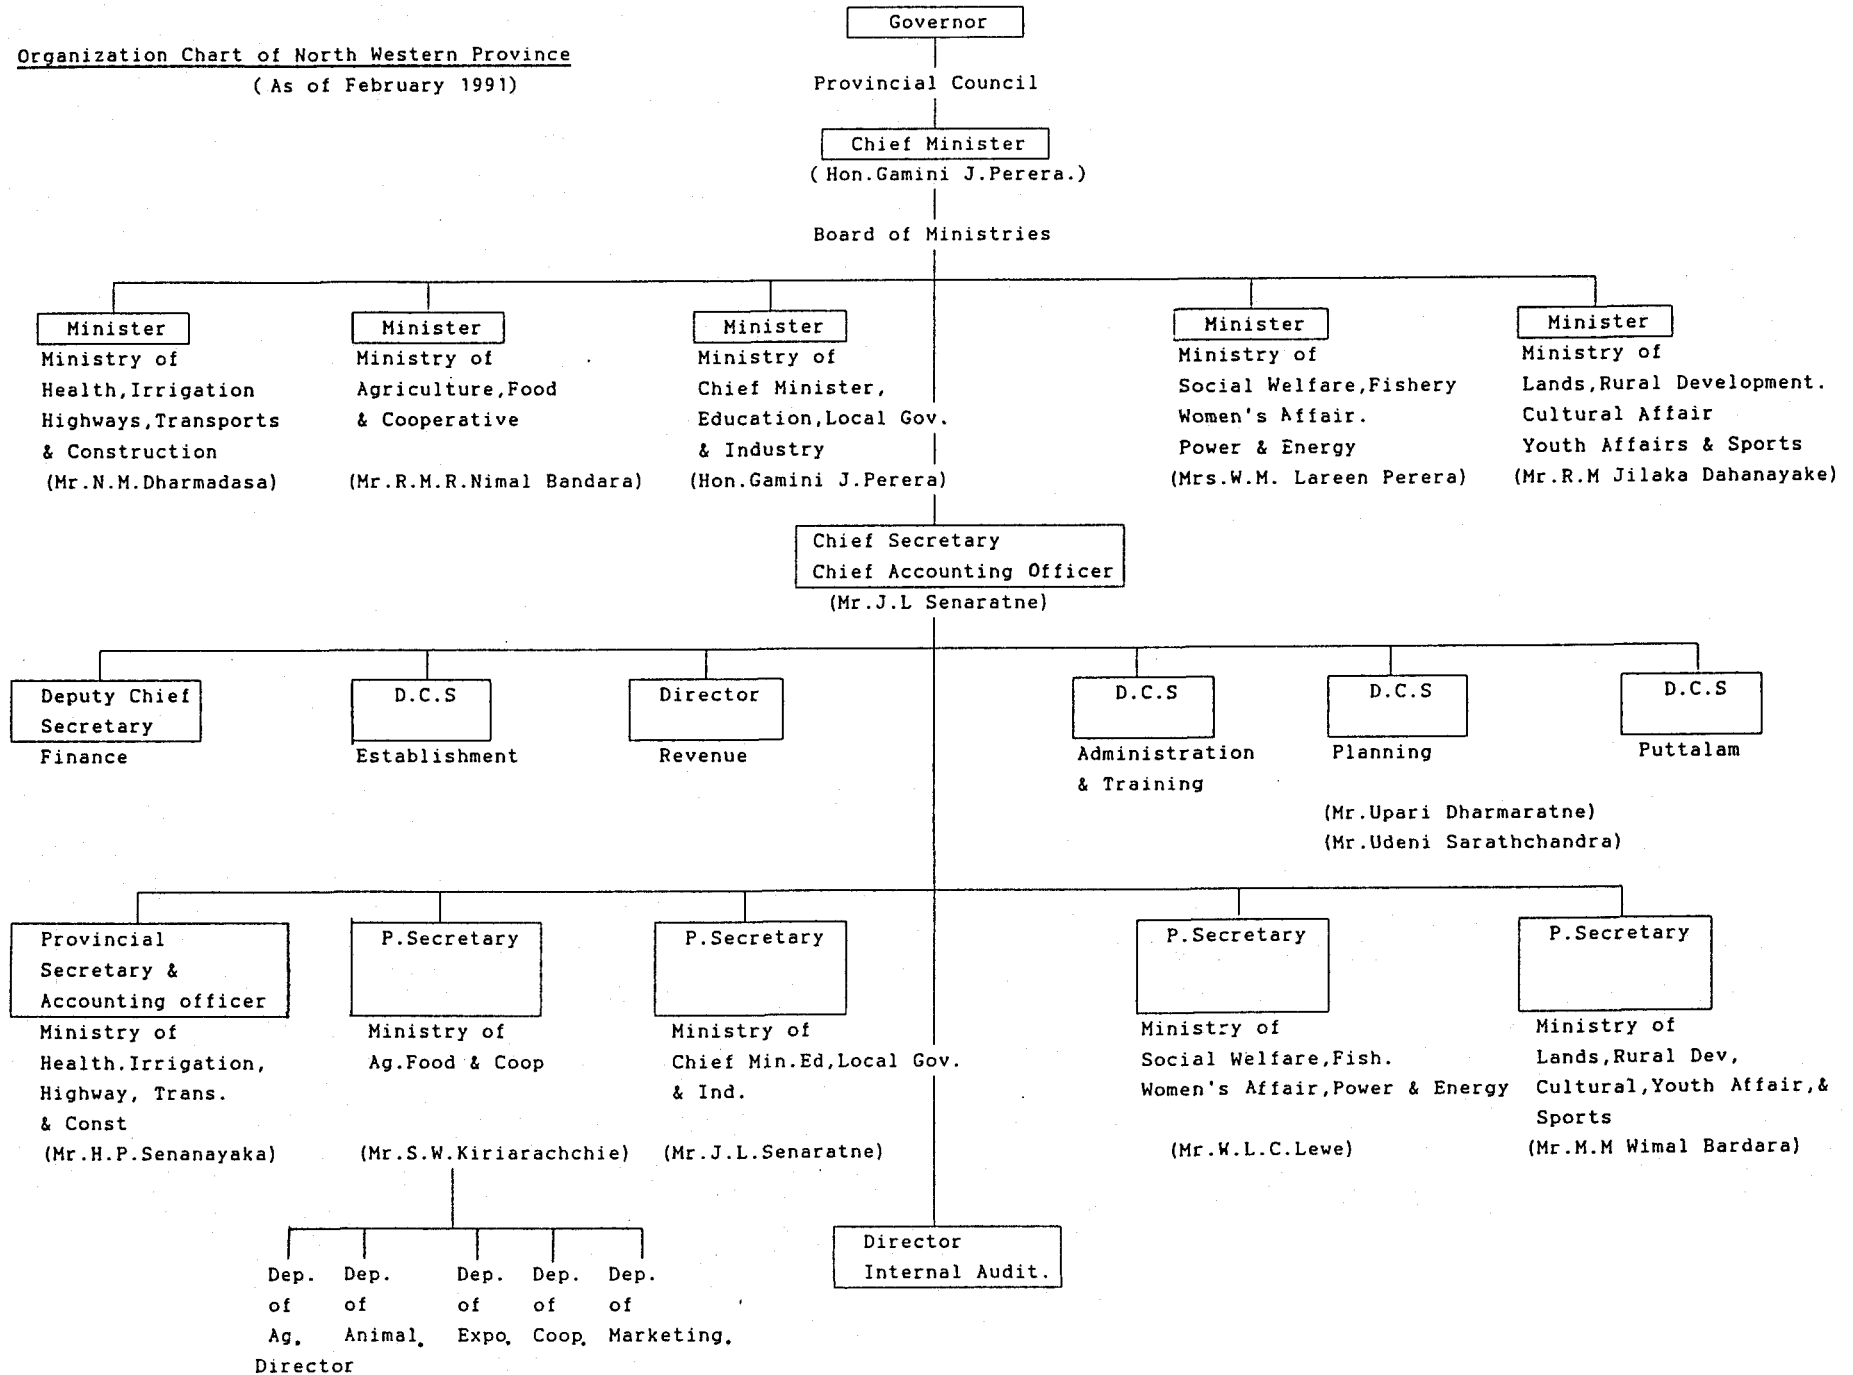 Governor
Organization Chart of North Western Province
(As of February 1991)
Provincial Council
Chief Minister
(Hon.Gamini J.Perera.)
Board of Ministries
Minister
Ministry of
Health,Irrigation
Highways,Transports
& Construction
(Mr.N.M.Dharmadasa)
Minister
Ministry of
Agriculture,Food
& Cooperative
(Mr.R.M.R.Nimal Bandara)
Minister
Ministry of
Chief Minister,
Education,Local Gov.
& Industry
(Hon.Gamini J.Perera)
Minister
Ministry of
Social Welfare,Fishery
Women's Affair.
Power & Energy
(Mrs.W.M. Lareen Perera)
Minister
Ministry of
Lands,Rural Development.
Cultural Affair
Youth Affairs & Sports
(Mr.R.M Jilaka Dahanayake)
Chief Secretary
Chief Accounting Officer
(Mr.J.L Senaratne)
Deputy Chief
Secretary
Finance
D.C.S
Establishment
Director
Revenue
D.C.S
Administration
& Training
D.C.S
Planning
(Mr.Upari Dharmaratne)
(Mr.Udeni Sarathchandra)
D.C.S
Puttalam
Provincial
Secretary &
Accounting officer
Ministry of
Health.Irrigation,
Highway, Trans.
& Const
(Mr.H.P.Senanayaka)
P.Secretary
Ministry of
Ag.Food & Coop
(Mr.S.W.Kiriarachchie)
P.Secretary
Ministry of
Chief Min.Ed,Local Gov.
& Ind.
(Mr.J.L.Senaratne)
P.Secretary
Ministry of
Social Welfare,Fish.
Women's Affair,Power & Energy
(Mr.W.L.C.Lewe)
P.Secretary
Ministry of
Lands,Rural Dev,
Cultural,Youth Affair,&
Sports
(Mr.M.M Wimal Bardara)
Dep.
of
Ag.
Director
Dep.
of
Animal.
Dep.
of
Expo.
Dep.
of
Coop.
Dep.
of
Marketing.
Director
Internal Audit.